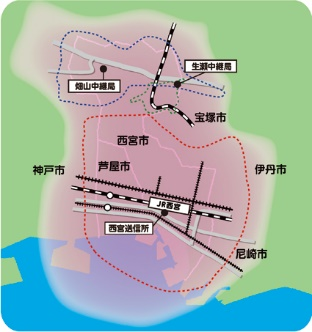 生瀬中継局
畑山中継局
宝塚市
西宮市
神戸市
芦屋市
伊丹市
JR西宮
西宮送信所
尼崎市